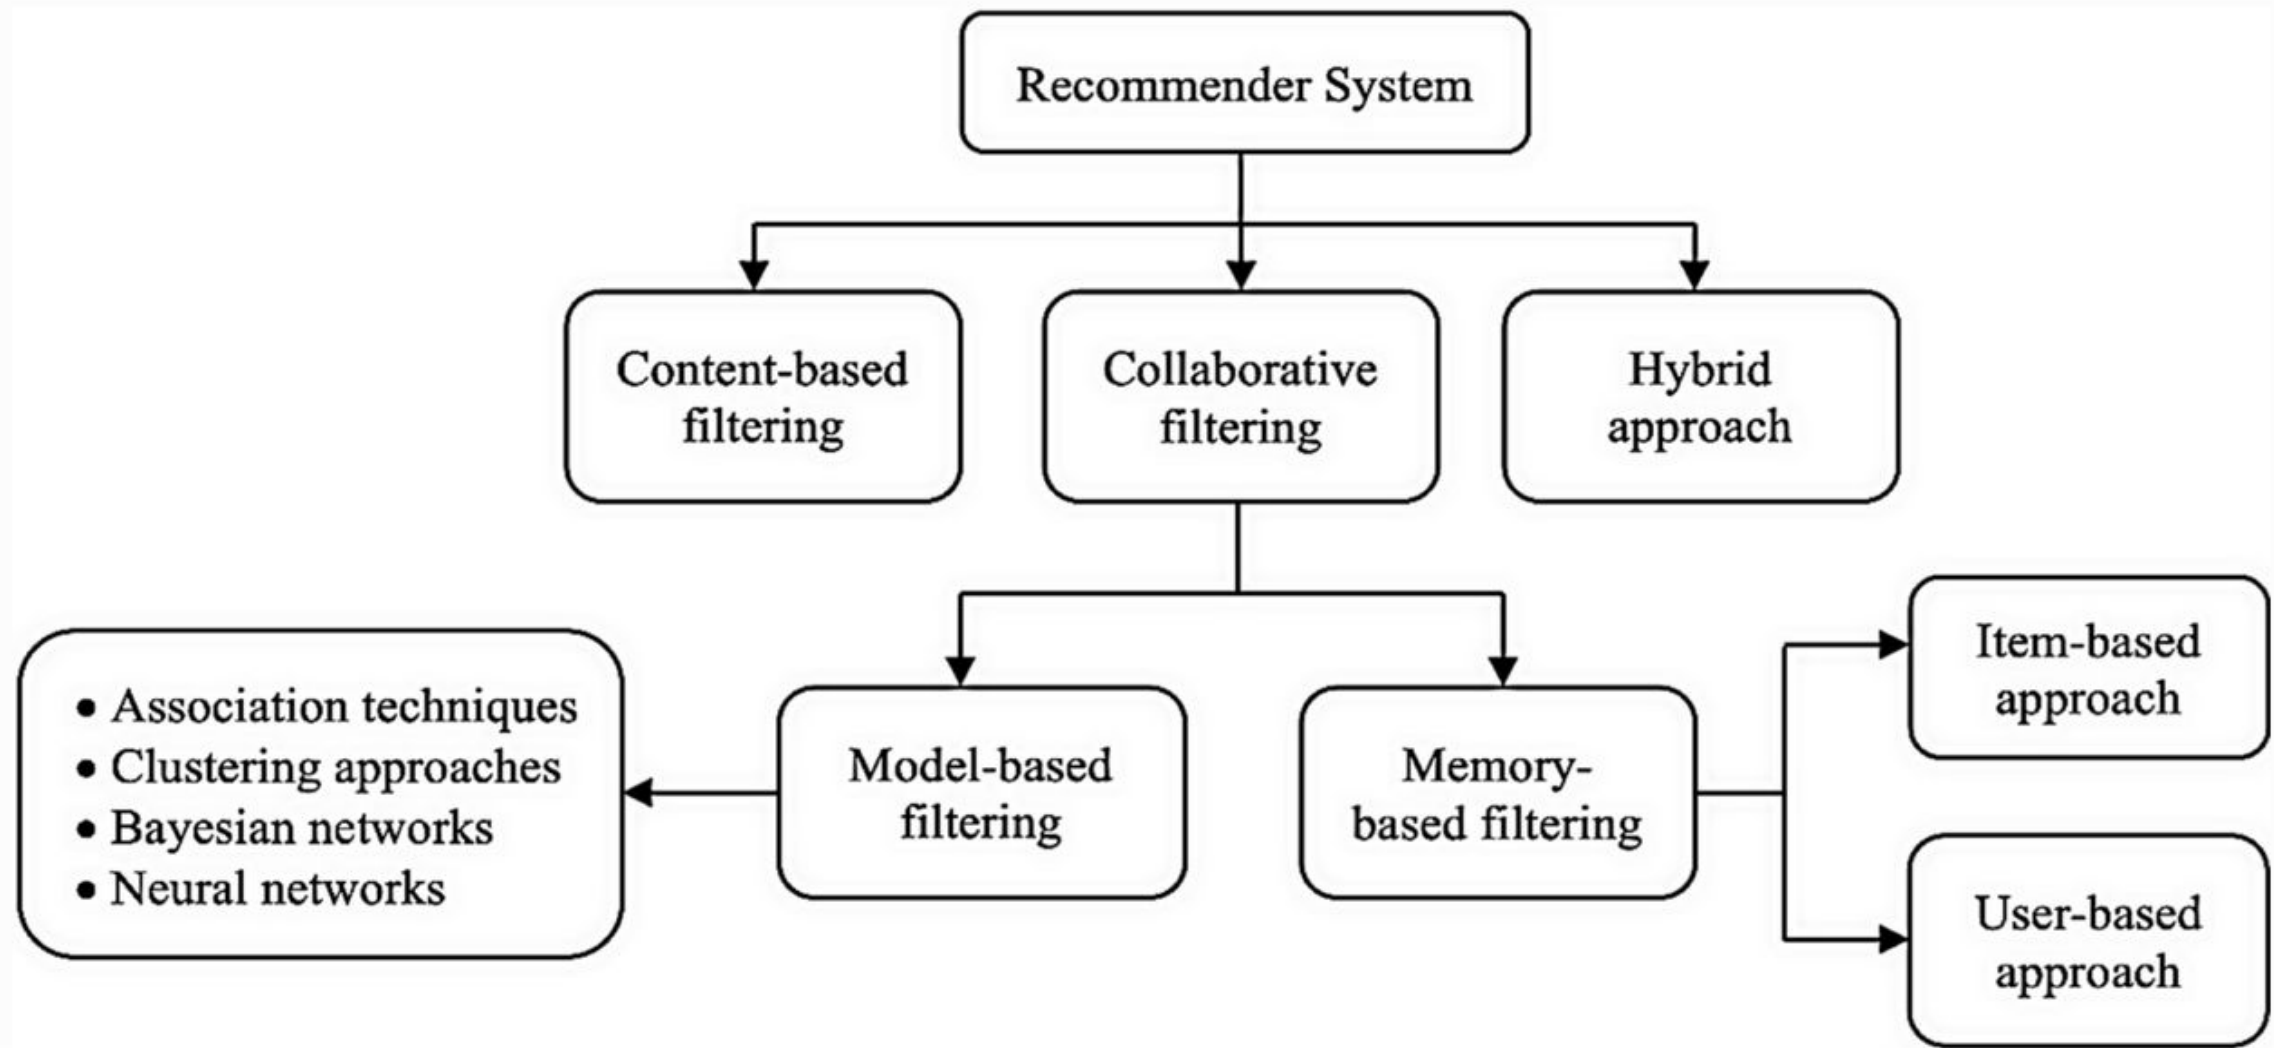 Recommender System
Content-based
filtering
Collaborative
filtering
Hybrid
approach
• Association techniques
• Clustering approaches
• Bayesian networks
• Neural networks
Model-based
filtering
Memory-
based filtering
Item-based
approach
User-based
approach